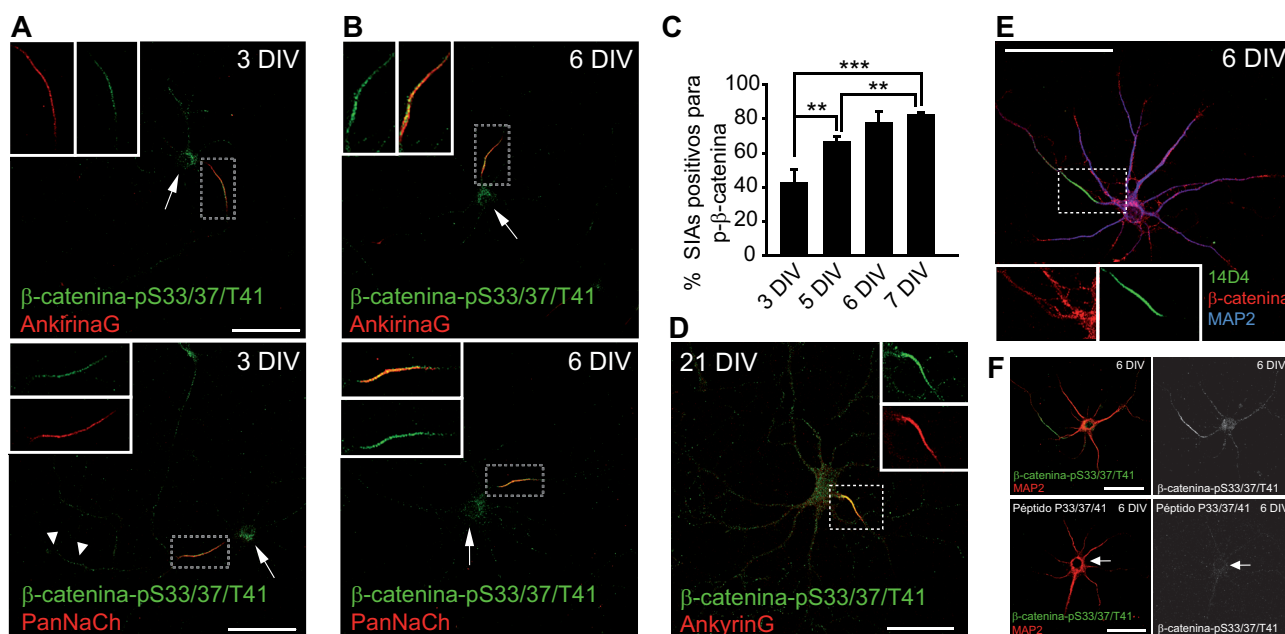 A
3 DIV
β-catenina-pS33/37/T41
AnkirinaG
3 DIV
β-catenina-pS33/37/T41
PanNaCh
B
6 DIV
β-catenina-pS33/37/T41
AnkirinaG
6 DIV
β-catenina-pS33/37/T41
PanNaCh
C
% SIAs positivos para
p-β-catenina
100
80
60
40
20
0
**
***
**
3 DIV
5 DIV
6 DIV
7 DIV
D
21 DIV
β-catenina-pS33/37/T41
AnkyrinG
E
6 DIV
14D4
β-catenina
MAP2
F
6 DIV
β-catenina-pS33/37/T41
MAP2
6 DIV
β-catenina-pS33/37/T41
Péptido P33/37/41 6 DIV
β-catenina-pS33/37/T41
MAP2
Péptido P33/37/41 6 DIV
β-catenina-pS33/37/T41